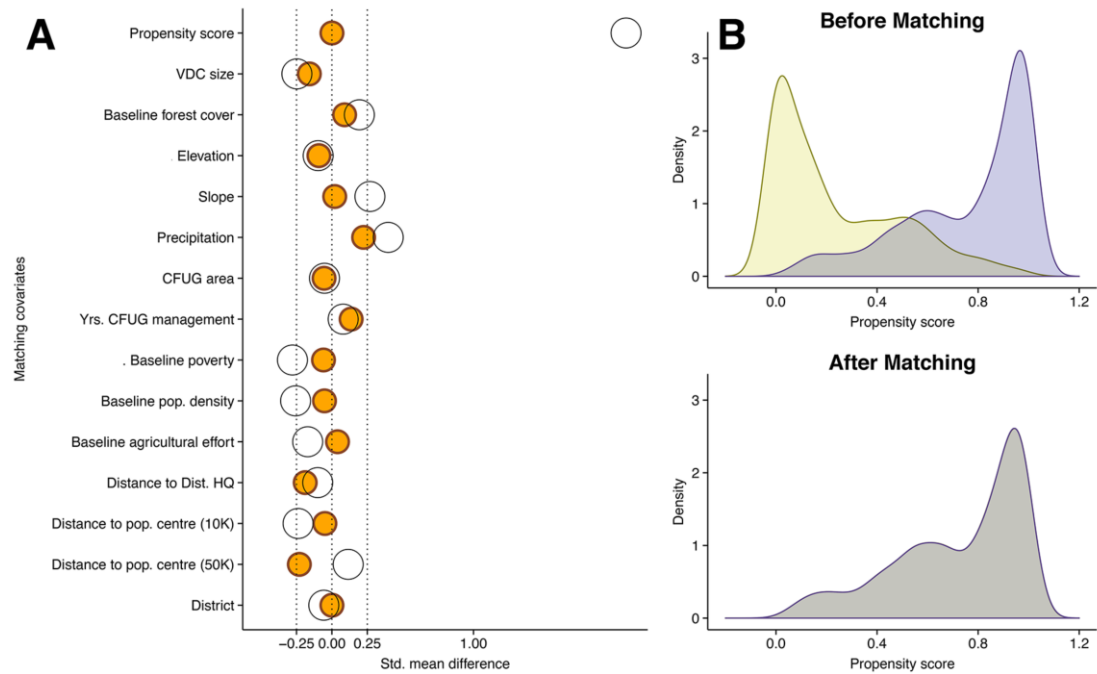 A
Matching covariates
Propensity score
VDC size
Baseline forest cover
. Elevation
Slope
Precipitation
CFUG area
Yrs. CFUG management
. Baseline poverty
Baseline pop. density
Baseline agricultural effort
Distance to Dist. HQ
Distance to pop. centre (10K)
Distance to pop. centre (50K)
District
−0.25 0.00 0.25 1.00
Std. mean difference
B
Before Matching
Density
3
2
1
0
0.0 0.4 0.8 1.2
Propensity score
After Matching
Density
3
2
1
0
0.0 0.4 0.8 1.2
Propensity score